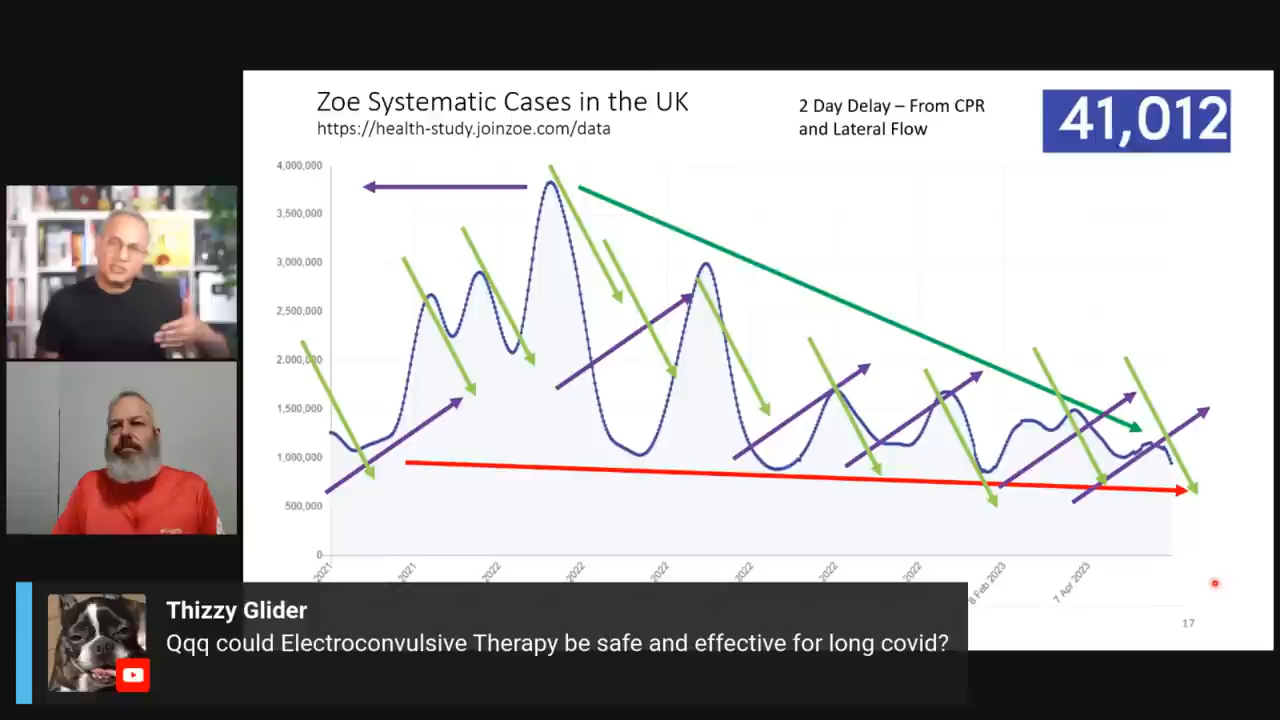 Zoe Systematic Cases in the UK
https://health-study.joinzoe.com/data
2 Day Delay – From CPR
and Lateral Flow
41,012
4,000,000
3,500,000
3,000,000
2,500,000
2,000,000
1,500,000
1,000,000
500,000
0
2021
2021
2022
2022
2022
2022
2022
2022
8 Feb 2023
7 Apr 2023
17
Thizzy Glider
Qqq could Electroconvulsive Therapy be safe and effective for long covid?